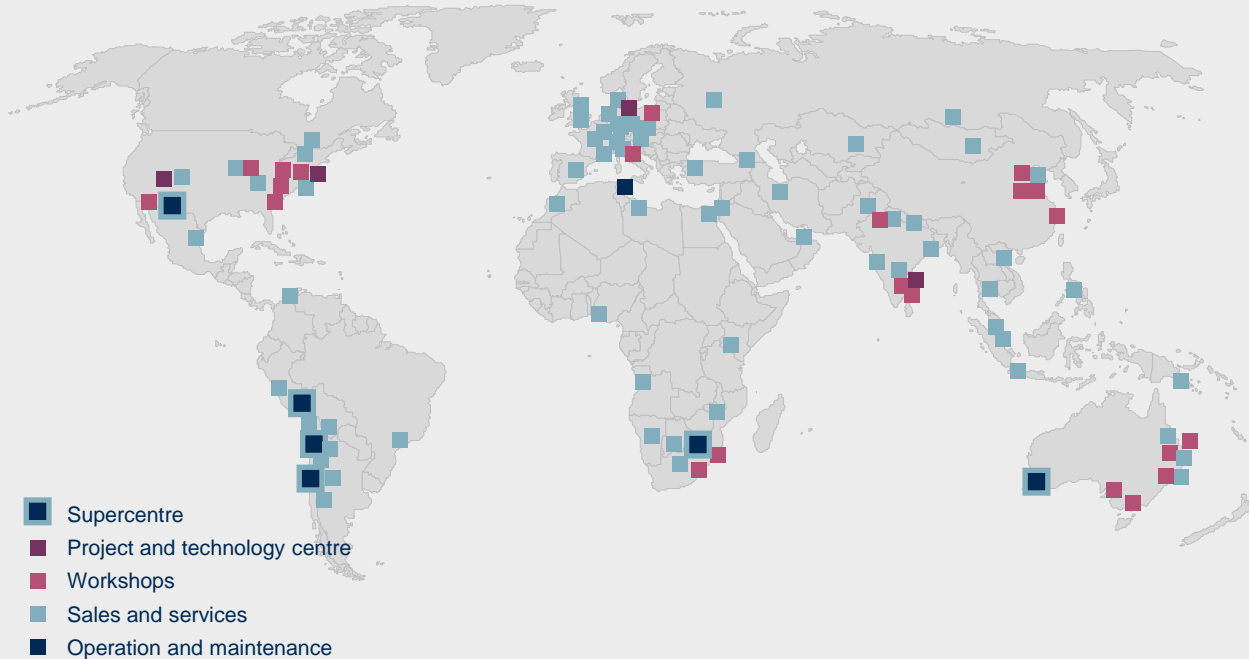 Supercentre
Project and technology centre
Workshops
Sales and services
Operation and maintenance